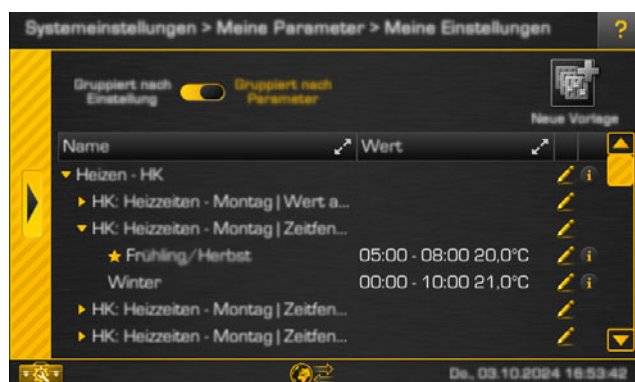 Systemeinstellungen > Meine Parameter > Meine Einstellungen ?
Gruppiert nach Einstellung
Gruppiert nach Parameter
Neue Vorlage
Name Wert
Heizen - HK
HK: Heizzeiten - Montag | Wert a...
HK: Heizzeiten - Montag | Zeitfen...
Frühling/Herbst 05:00 - 08:00 20,0°C
Winter 00:00 - 10:00 21,0°C
HK: Heizzeiten - Montag | Zeitfen...
HK: Heizzeiten - Montag | Zeitfen...
Do., 03.10.2024 16:53:42